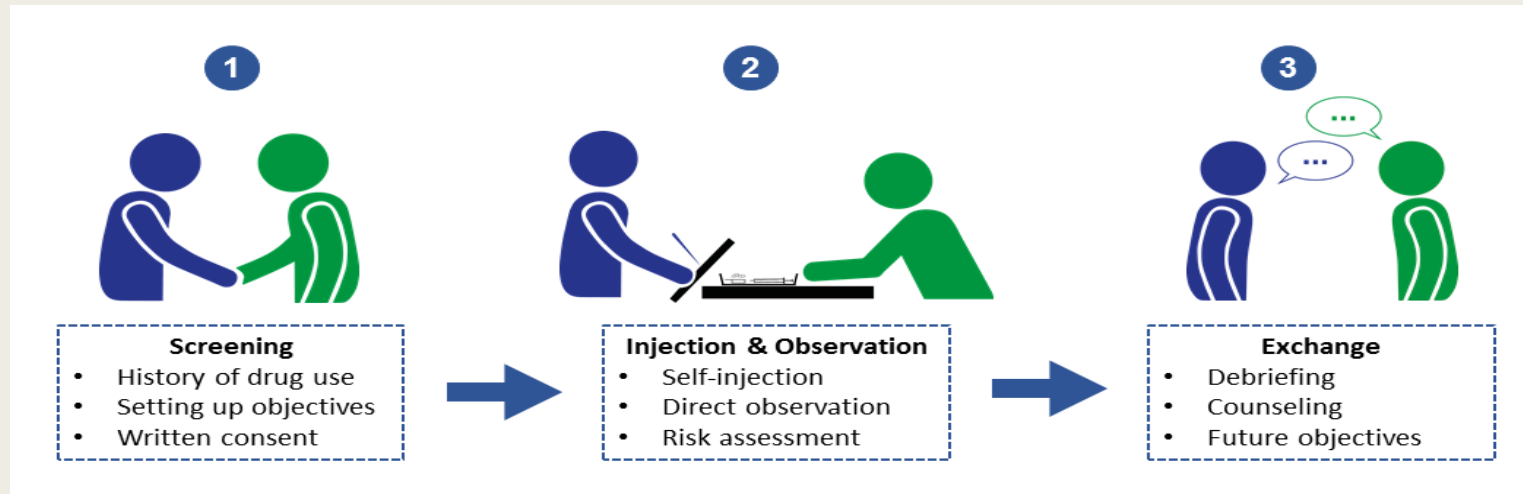 1
2
3
...
...
Screening
• History of drug use
• Setting up objectives
• Written consent
Injection & Observation
• Self-injection
• Direct observation
• Risk assessment
Exchange
• Debriefing
• Counseling
• Future objectives